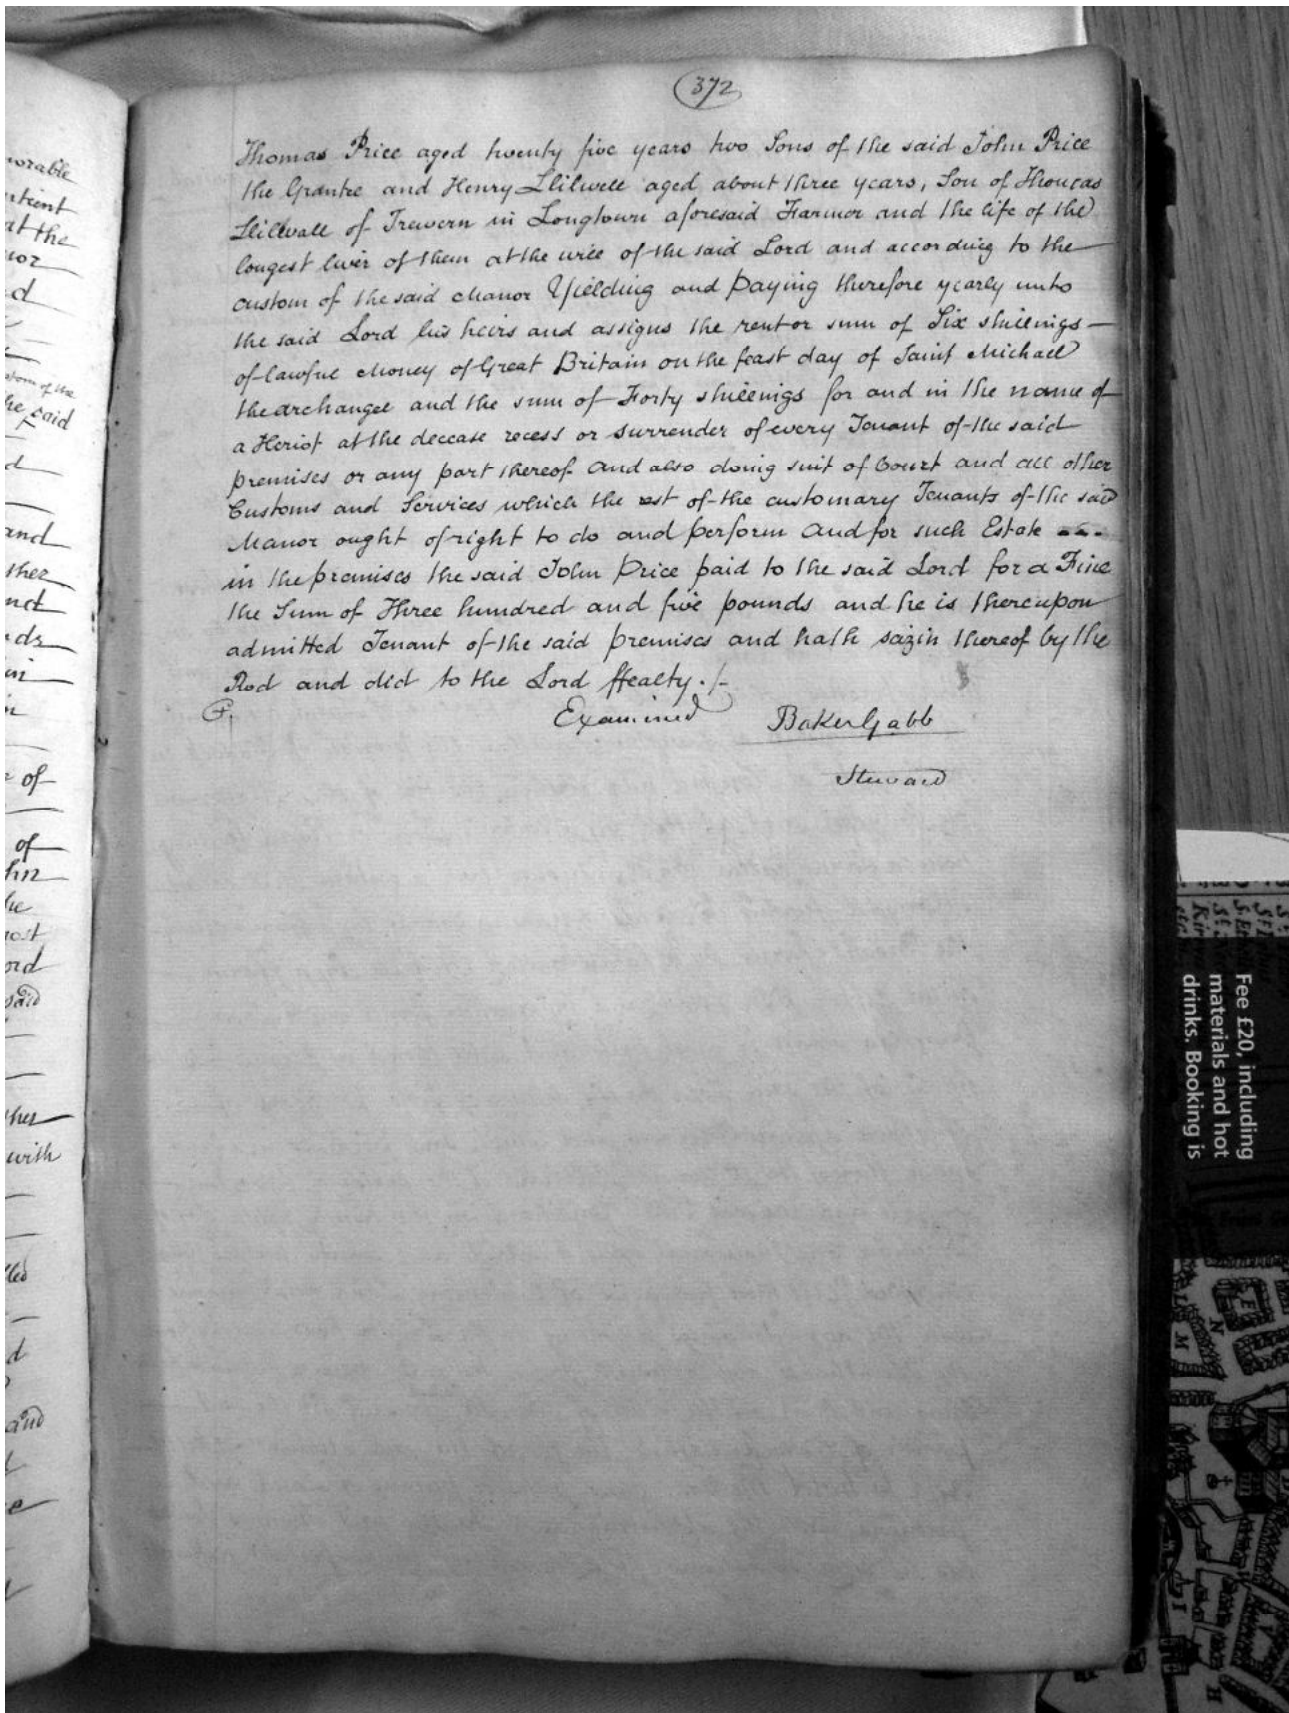 372
Thomas Price aged twenty five years two Sons of the said John Price
the Grantee and Henry Llilwell aged about three years, Son of Thomas
Llilwall of Trewern in Longtown aforesaid Farmer and the life of the
longest liver of them at the will of the said Lord and according to the
custom of the said Manor Yielding and paying therefore yearly unto
the said Lord his heirs and assigns the rent or sum of Six shillings —
of lawful Money of Great Britain on the feast day of Saint Michael
the archangel and the sum of Forty shillings for and in the name of
a Heriot at the decease recess or surrender of every Tenant of the said
premises or any part thereof and also doing suit of Court and all other
Customs and Services which the rest of the customary Tenants of the said
Manor ought of right to do and perform and for such Estate
in the premises the said John Price paid to the said Lord for a Fine
the Sum of Three hundred and five pounds and he is thereupon
admitted Tenant of the said premises and hath saizin thereof by the
Rod and did to the Lord ffealty ./-
Examined Baker Gabb
Steward
and
of
of
with
and
Fee £20, including
materials and hot
drinks. Booking is